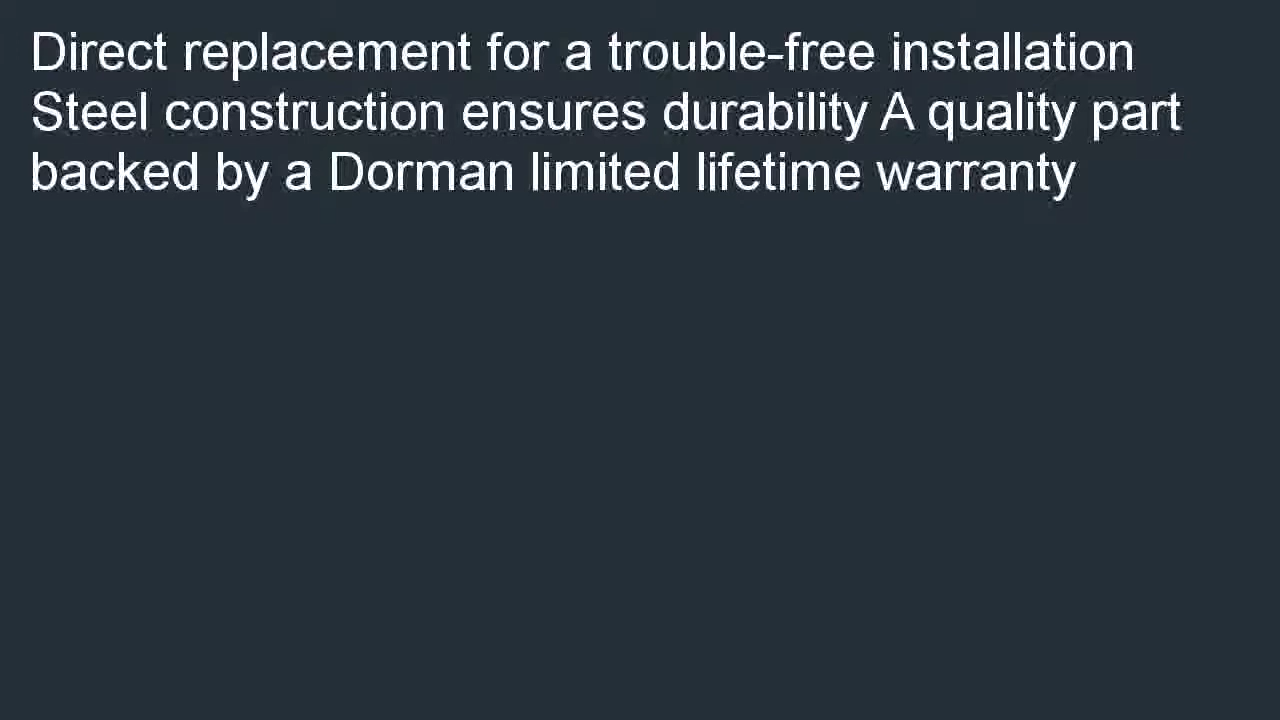 Direct replacement for a trouble-free installation
Steel construction ensures durability A quality part
backed by a Dorman limited lifetime warranty